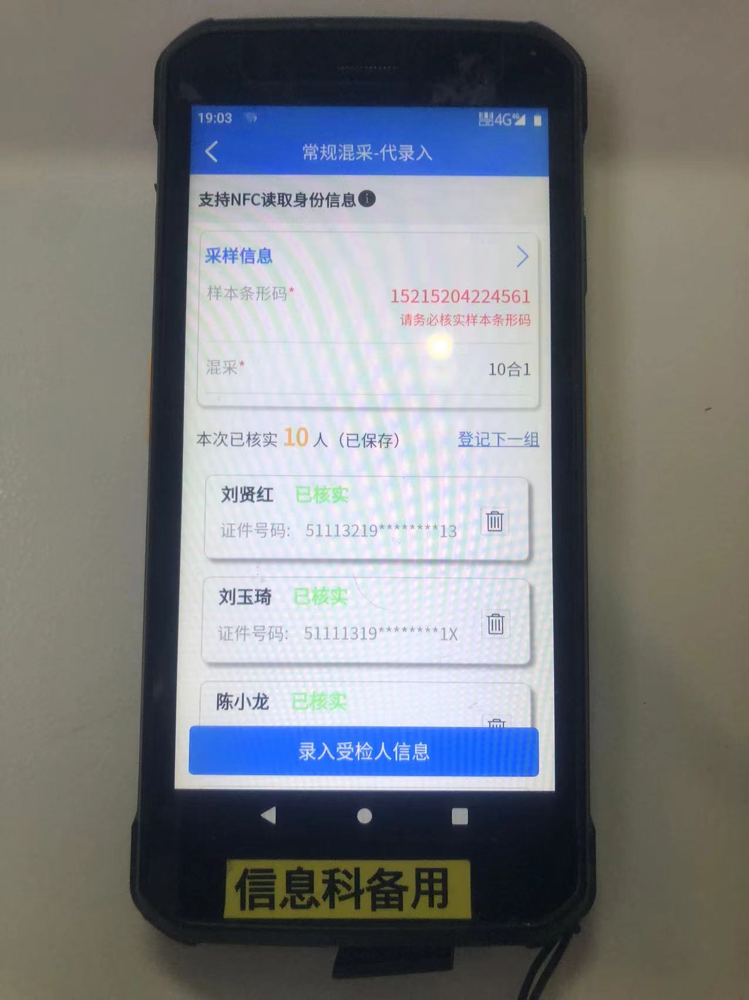 19:03 4G 4G
常规混采-代录入
支持NFC读取身份信息
采样信息
样本条形码* 15215204224561
请务必核实样本条形码
混采* 10合1
本次已核实 10 人（已保存） 登记下一组
刘贤红 已核实
证件号码: 51113219********13
刘玉琦 已核实
证件号码: 51111319********1X
陈小龙 已核实
录入受检人信息
信息科备用